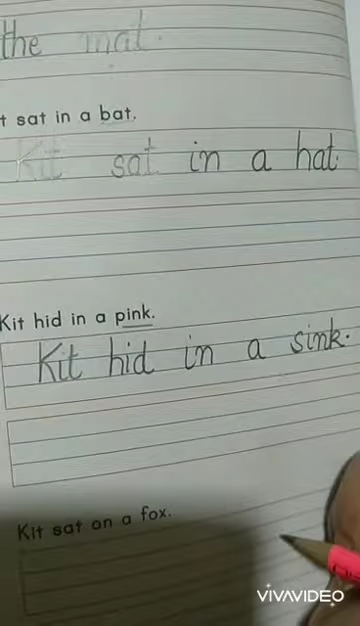 the mat.
t sat in a bat.
Kit sat in a hat.
Kit hid in a pink.
Kit hid in a sink.
Kit sat on a fox.
VIVAVIDEO